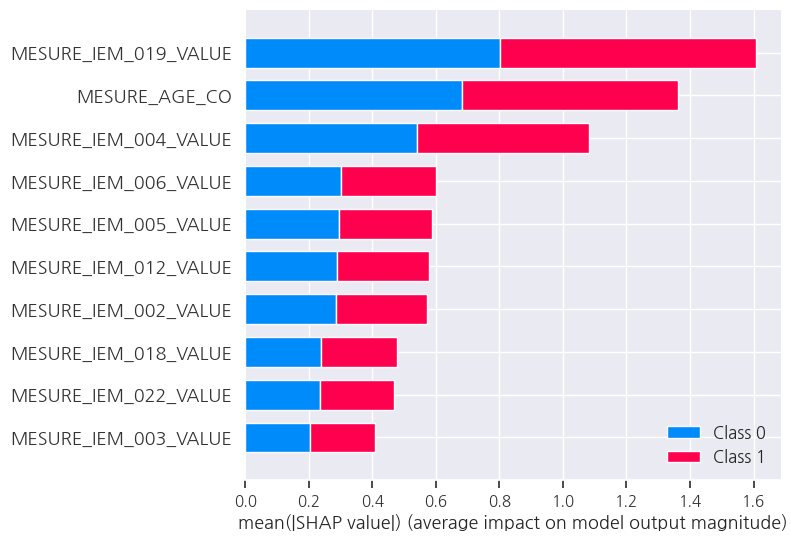 MESURE_IEM_019_VALUE
MESURE_AGE_CO
MESURE_IEM_004_VALUE
MESURE_IEM_006_VALUE
MESURE_IEM_005_VALUE
MESURE_IEM_012_VALUE
MESURE_IEM_002_VALUE
MESURE_IEM_018_VALUE
MESURE_IEM_022_VALUE
MESURE_IEM_003_VALUE
Class 0
Class 1
0.0 0.2 0.4 0.6 0.8 1.0 1.2 1.4 1.6
mean(|SHAP value|) (average impact on model output magnitude)